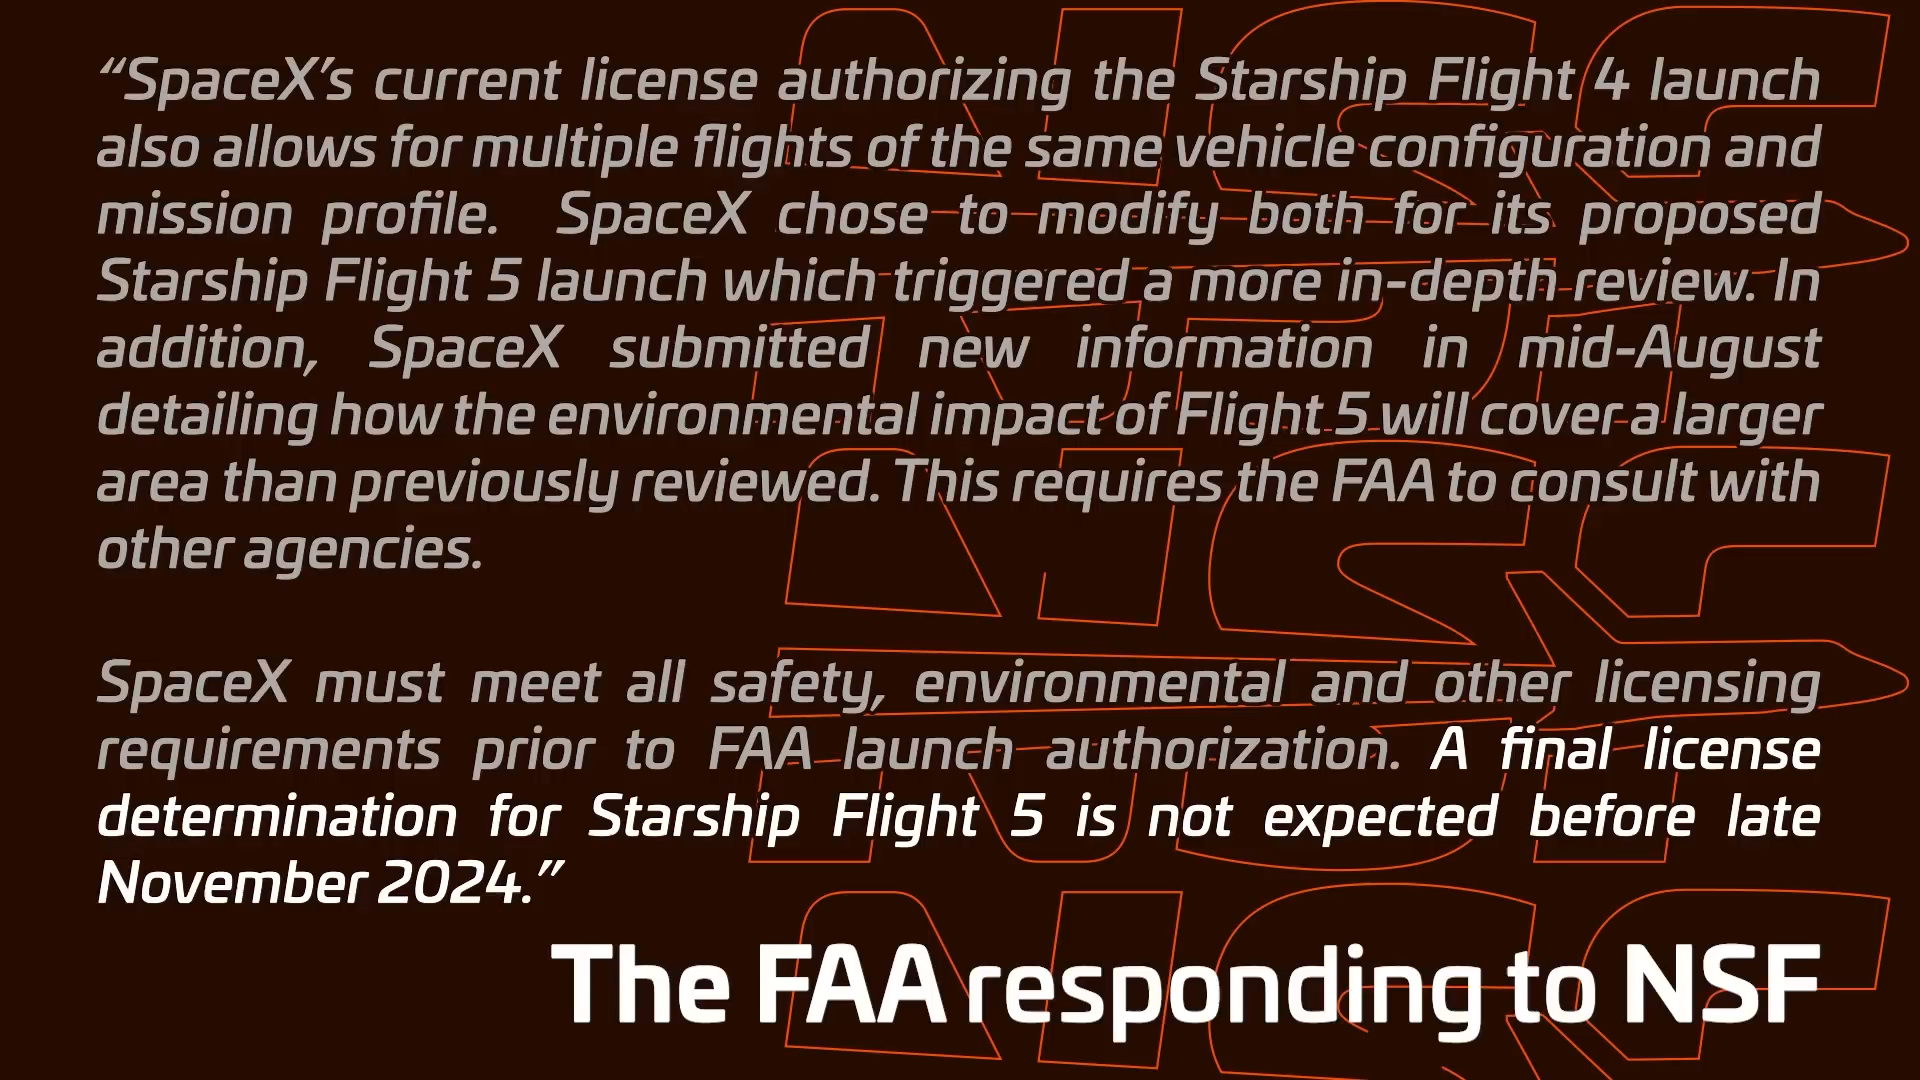 “SpaceX’s current license authorizing the Starship Flight 4 launch
also allows for multiple flights of the same vehicle configuration and
mission profile.  SpaceX chose to modify both for its proposed
Starship Flight 5 launch which triggered a more in-depth review. In
addition, SpaceX submitted new information in mid-August
detailing how the environmental impact of Flight 5 will cover a larger
area than previously reviewed. This requires the FAA to consult with
other agencies.
SpaceX must meet all safety, environmental and other licensing
requirements prior to FAA launch authorization. A final license
determination for Starship Flight 5 is not expected before late
November 2024.”
The FAA responding to NSF